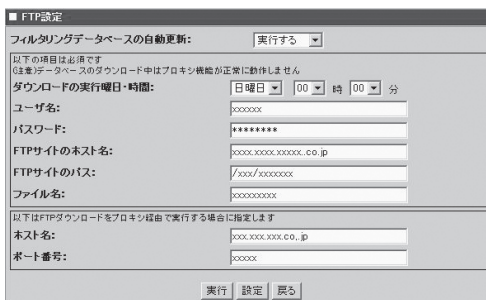 ■ FTP設定
フィルタリングデータベースの自動更新: 実行する
以下の項目は必須です
(注意)データベースのダウンロード中はプロキシ機能が正常に動作しません
ダウンロードの実行曜日・時間: 日曜日 00 時 00 分
ユーザ名: xxxxxx
パスワード: ********
FTPサイトのホスト名: xxxx.xxxx.xxxxx..co.jp
FTPサイトのパス: /xxx/xxxxxxx
ファイル名: xxxxxxxxx
以下はFTPダウンロードをプロキシ経由で実行する場合に指定します
ホスト名: xxx.xxx.xxx.co,.jp
ポート番号: xxxxx
実行 設定 戻る